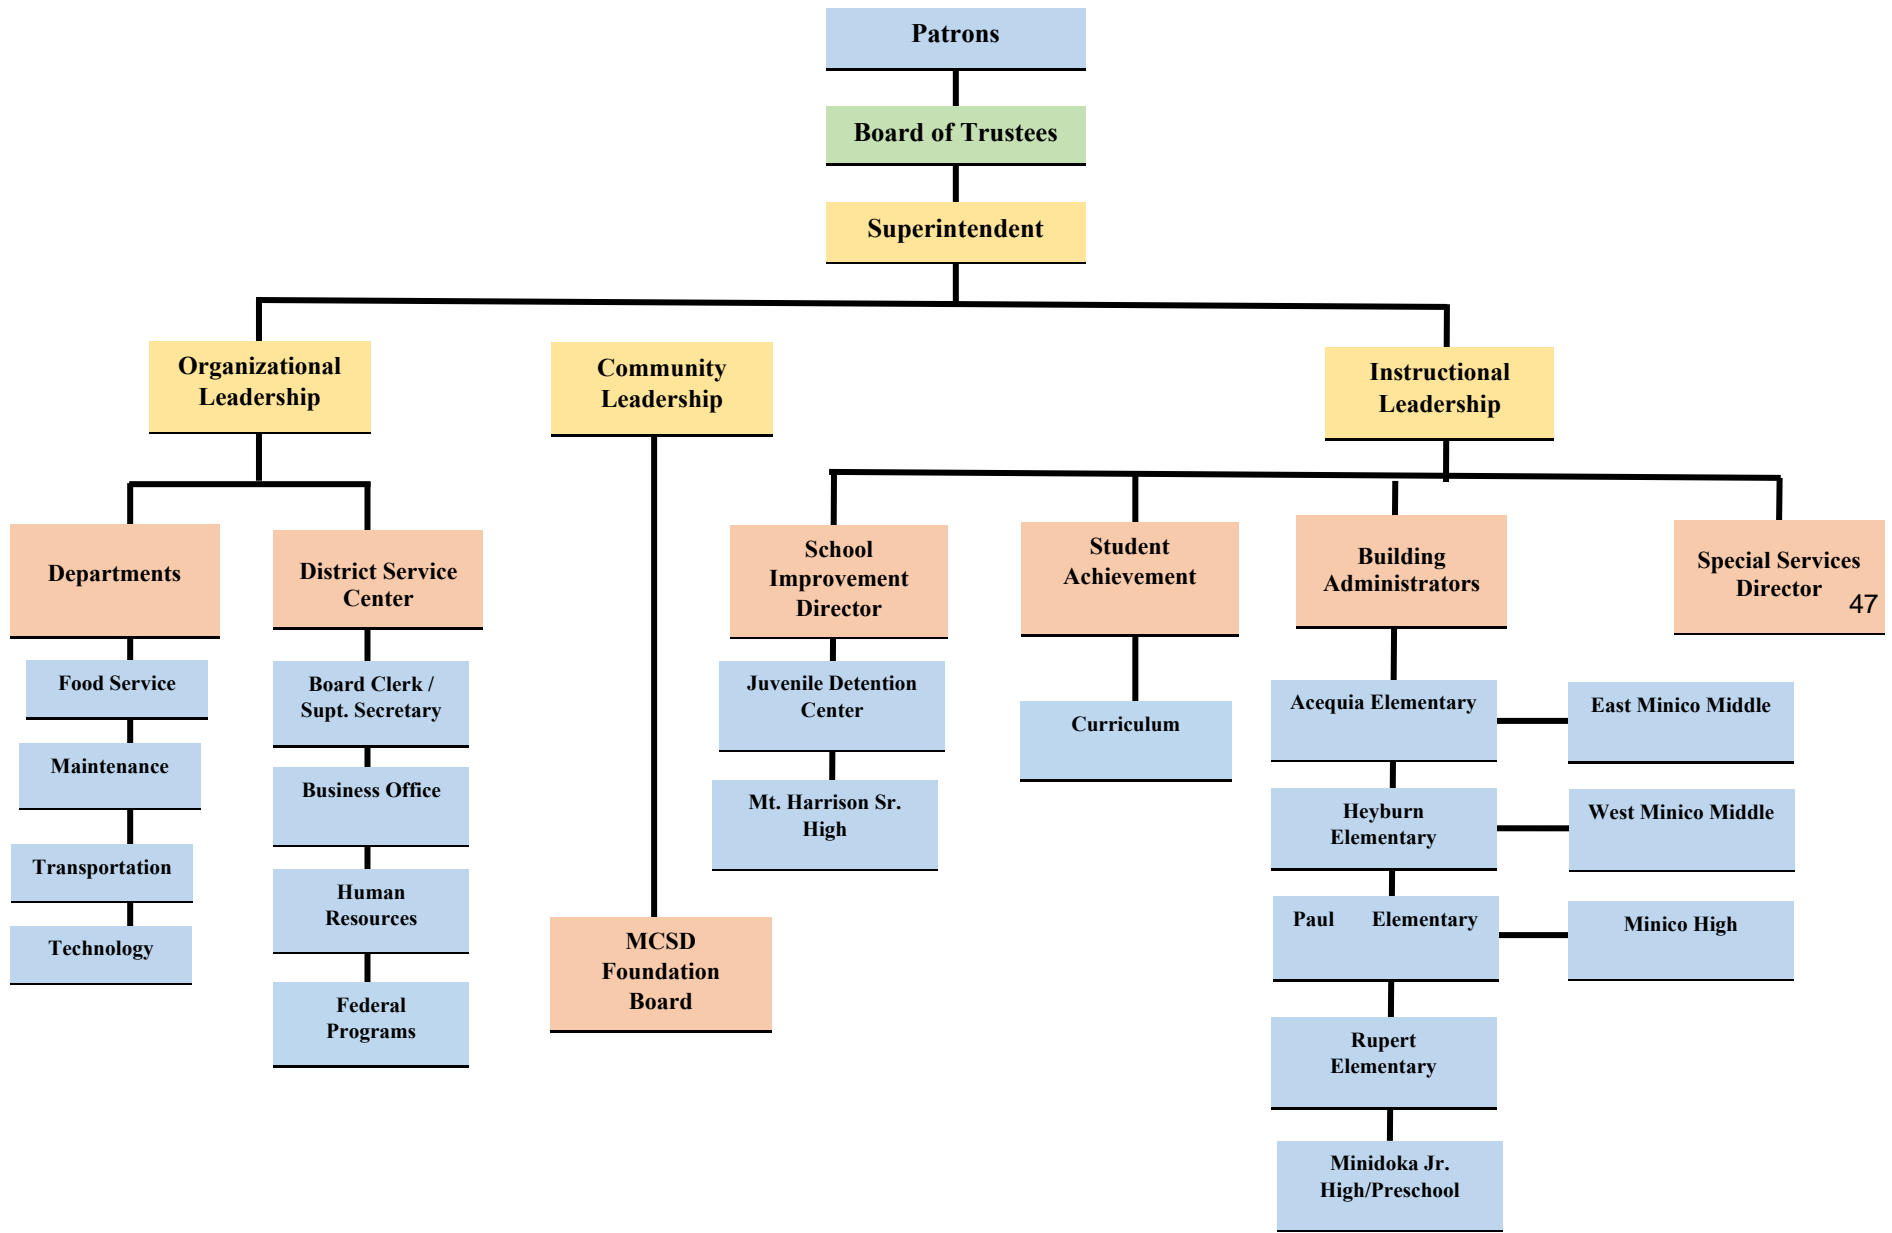 Patrons
Board of Trustees
Superintendent
Organizational
Leadership
Community
Leadership
Instructional
Leadership
Departments
District Service
Center
School
Improvement
Director
Student
Achievement
Building
Administrators
Special Services
Director
47
Food Service
Maintenance
Transportation
Technology
Board Clerk /
Supt. Secretary
Business Office
Human
Resources
Federal
Programs
MCSD
Foundation
Board
Juvenile Detention
Center
Mt. Harrison Sr.
High
Curriculum
Acequia Elementary
East Minico Middle
Heyburn
Elementary
West Minico Middle
Paul Elementary
Minico High
Rupert
Elementary
Minidoka Jr.
High/Preschool